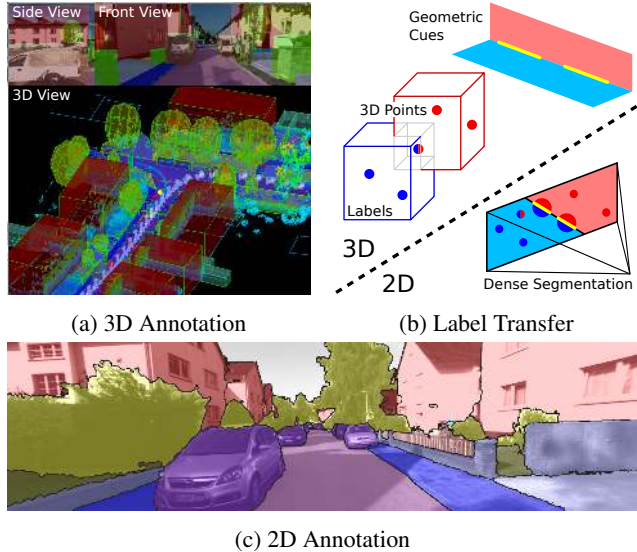 Side View
Front View
3D View
(a) 3D Annotation
Geometric
Cues
3D Points
Labels
3D
2D
Dense Segmentation
(b) Label Transfer
(c) 2D Annotation